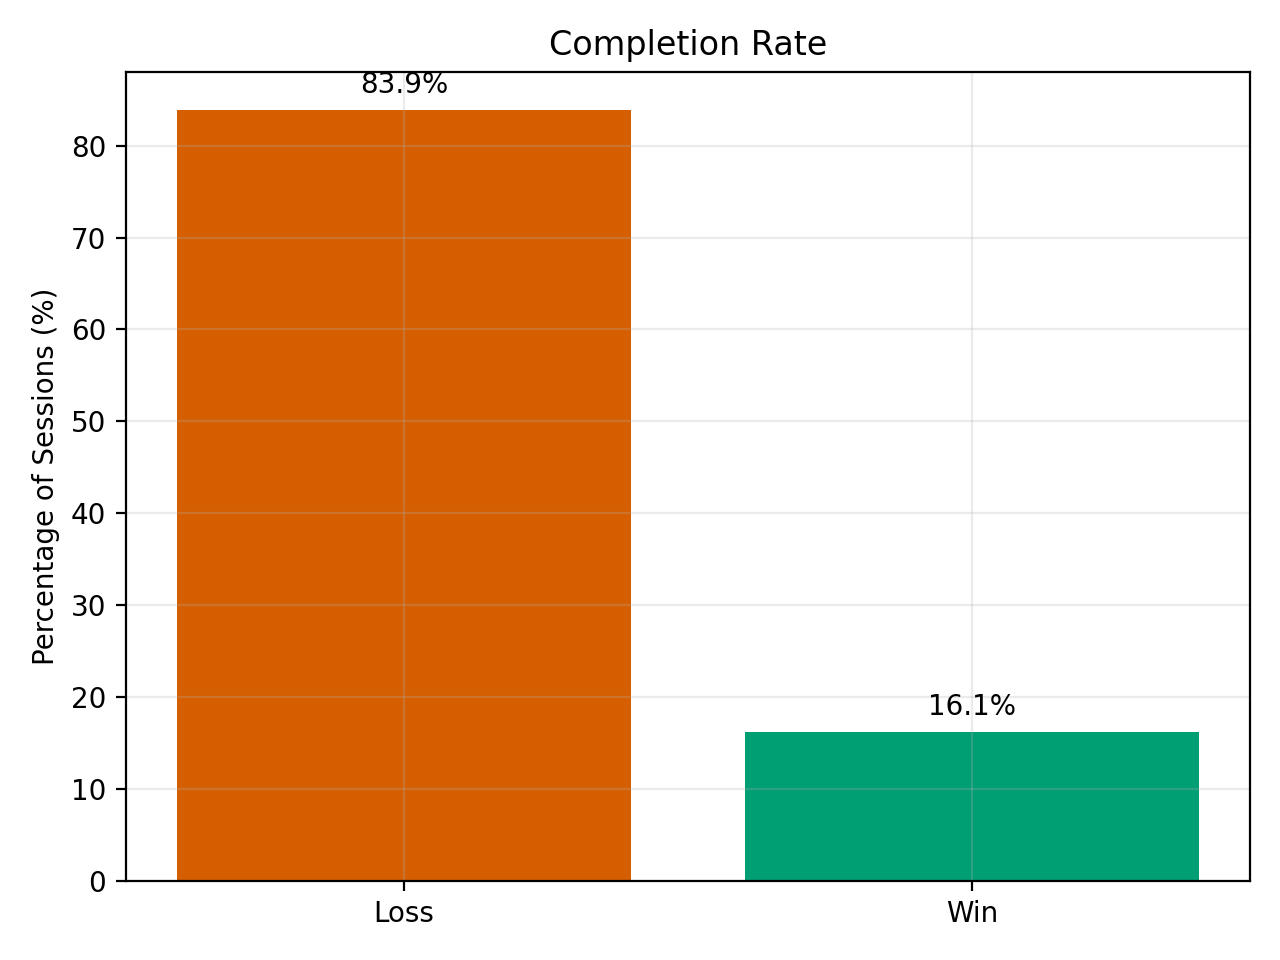 Completion Rate
83.9%
80
70
60
50
40
30
20
10
0
16.1%
Percentage of Sessions (%)
Loss
Win